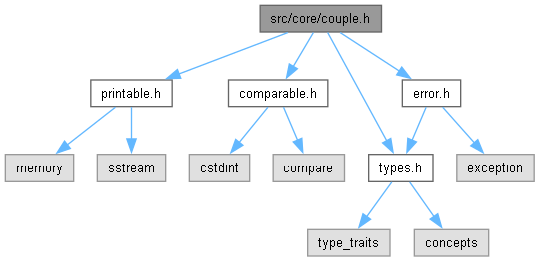 src/core/couple.h
printable.h
comparable.h
error.h
memory
sstream
cstdint
compare
types.h
exception
type_traits
concepts